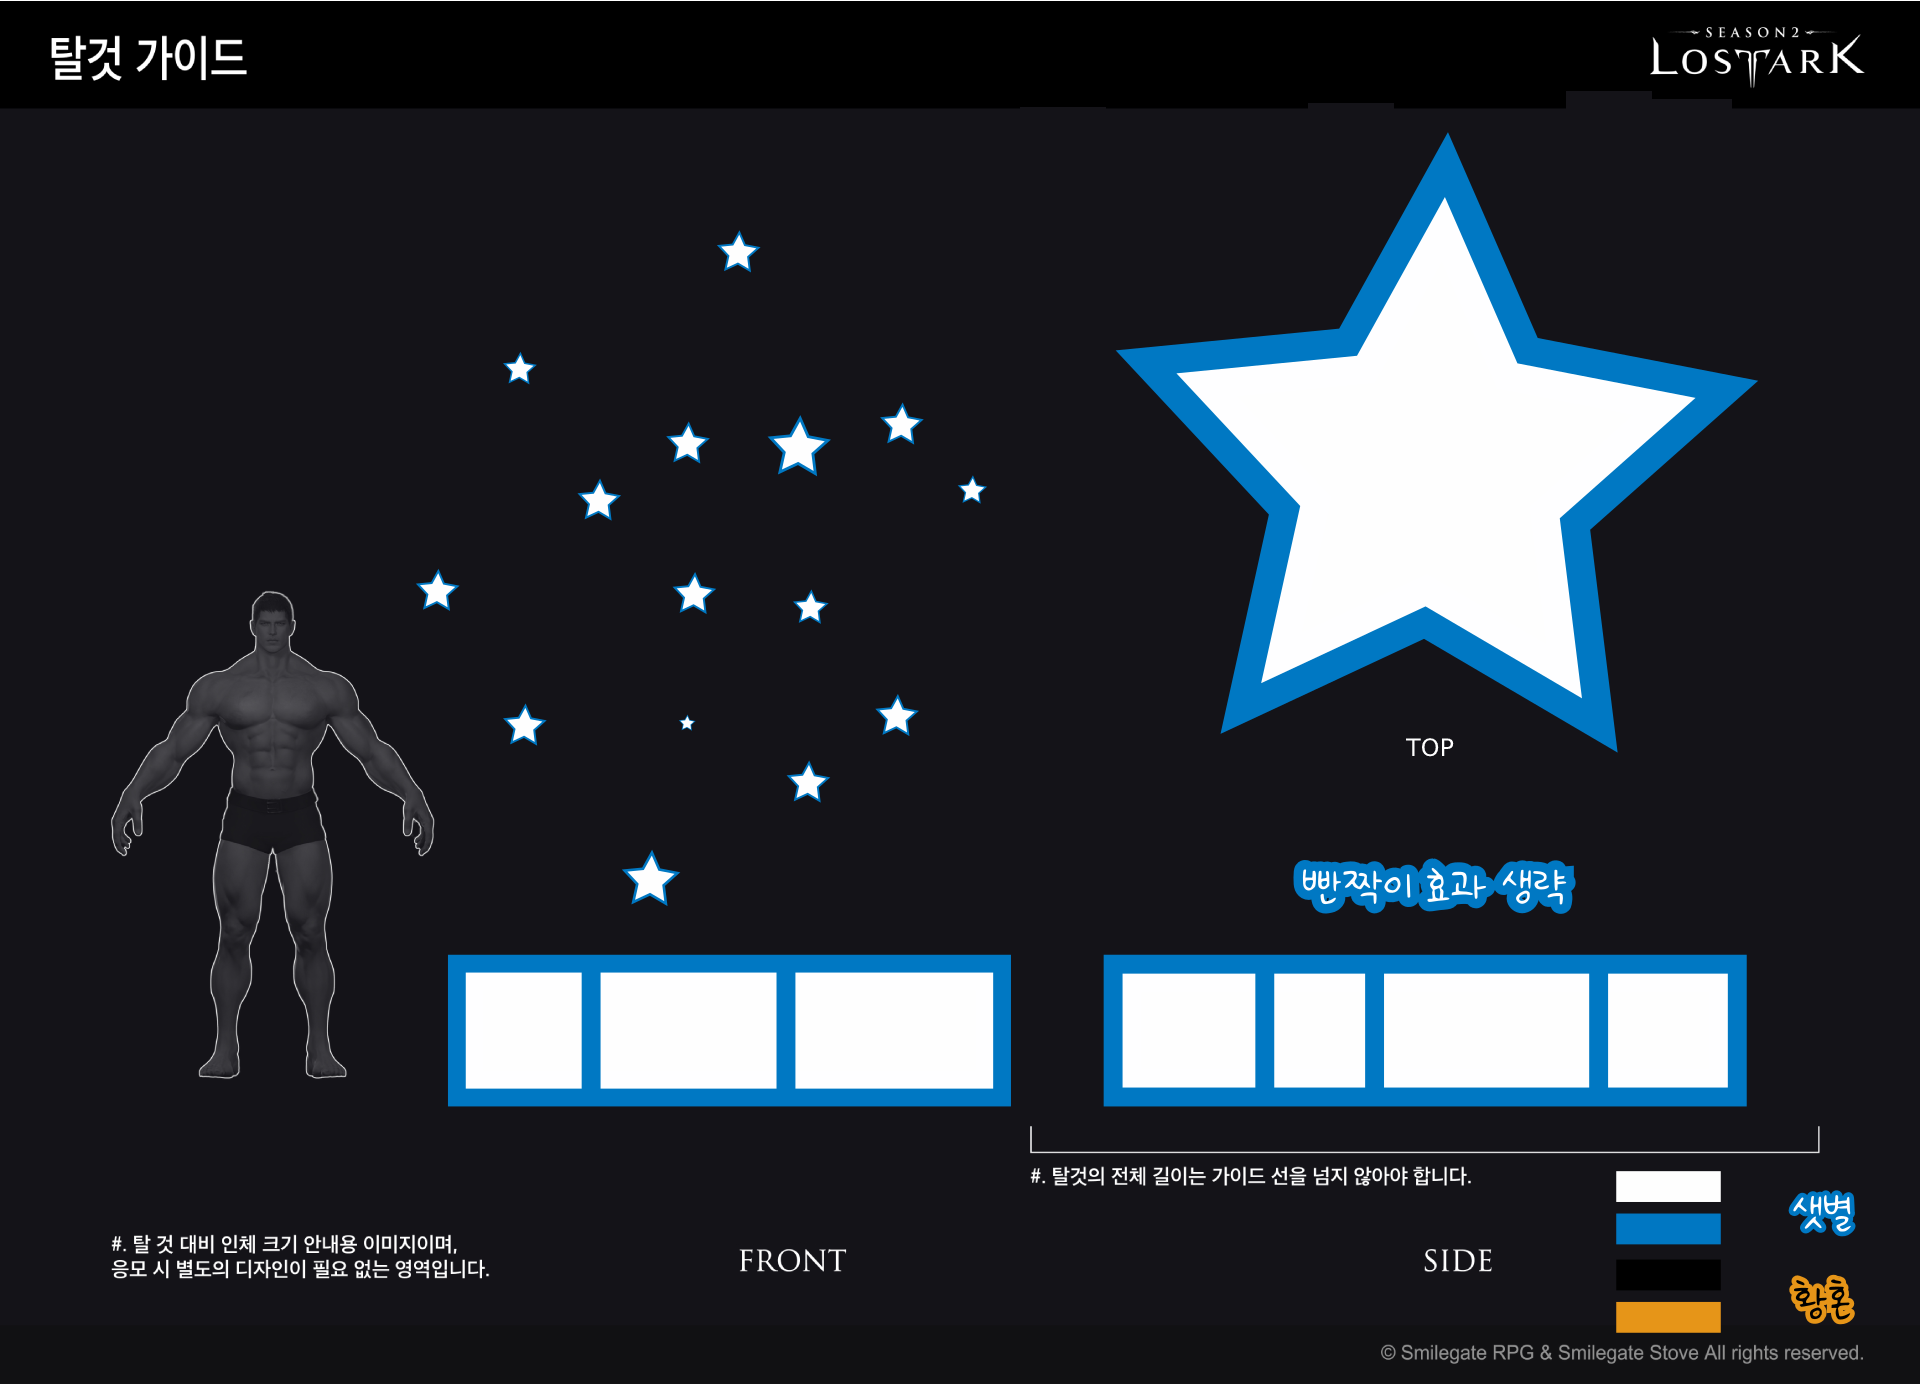 탈것 가이드
SEASON2
LOSTARK
TOP
빤짝이 효과 생략
#. 탈것의 전체 길이는 가이드 선을 넘지 않아야 합니다.
샛별
#. 탈 것 대비 인체 크기 안내용 이미지이며,
응모 시 별도의 디자인이 필요 없는 영역입니다.
FRONT
SIDE
황혼
© Smilegate RPG & Smilegate Stove All rights reserved.